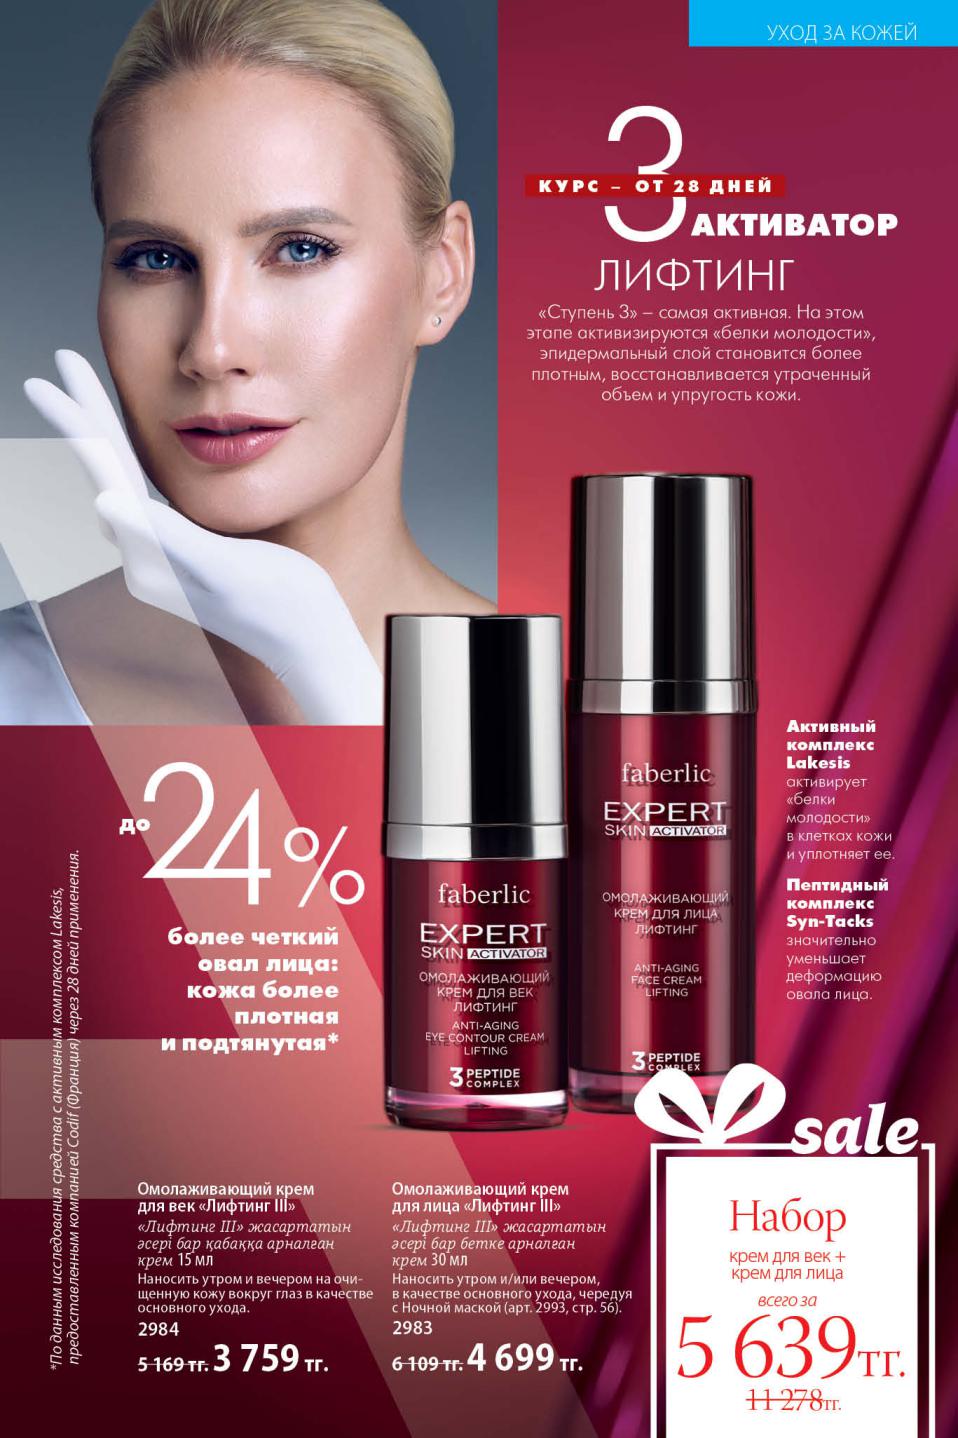 УХОД ЗА КОЖЕЙ
3
КУРС – ОТ 28 ДНЕЙ
АКТИВАТОР
ЛИФТИНГ
«Ступень 3» – самая активная. На этом
этапе активизируются «белки молодости»,
эпидермальный слой становится более
плотным, восстанавливается утраченный
объем и упругость кожи.
faberlic
EXPERT
SKIN ACTIVATOR
ОМОЛАЖИВАЮЩИЙ
КРЕМ ДЛЯ ЛИЦА
ЛИФТИНГ
ANTI-AGING
FACE CREAM
LIFTING
3 PEPTIDE
COMPLEX
Активный
комплекс
Lakesis
активирует
«белки
молодости»
в клетках кожи
и уплотняет ее.
Пептидный
комплекс
Syn-Tacks
значительно
уменьшает
деформацию
овала лица.
до 24%
более четкий
овал лица:
кожа более
плотная
и подтянутая*
faberlic
EXPERT
SKIN ACTIVATOR
ОМОЛАЖИВАЮЩИЙ
КРЕМ ДЛЯ ВЕК
ЛИФТИНГ
ANTI-AGING
EYE CONTOUR CREAM
LIFTING
3 PEPTIDE
COMPLEX
*По данным исследования средства с активным комплексом Lakesis,
предоставленным компанией Codif (Франция) через 28 дней применения.
Омолаживающий крем
для век «Лифтинг III»
«Лифтинг III» жасартатын
әсері бар қабаққа арналған
крем 15 мл
Наносить утром и вечером на очи-
щенную кожу вокруг глаз в качестве
основного ухода.
2984
5 169 тг. 3 759 тг.
Омолаживающий крем
для лица «Лифтинг III»
«Лифтинг III» жасартатын
әсері бар бетке арналған
крем 30 мл
Наносить утром и/или вечером,
в качестве основного ухода, чередуя
с Ночной маской (арт. 2993, стр. 56).
2983
6 109 тг. 4 699 тг.
sale
Набор
крем для век +
крем для лица
всего за
5 639 тг.
11 278 тг.